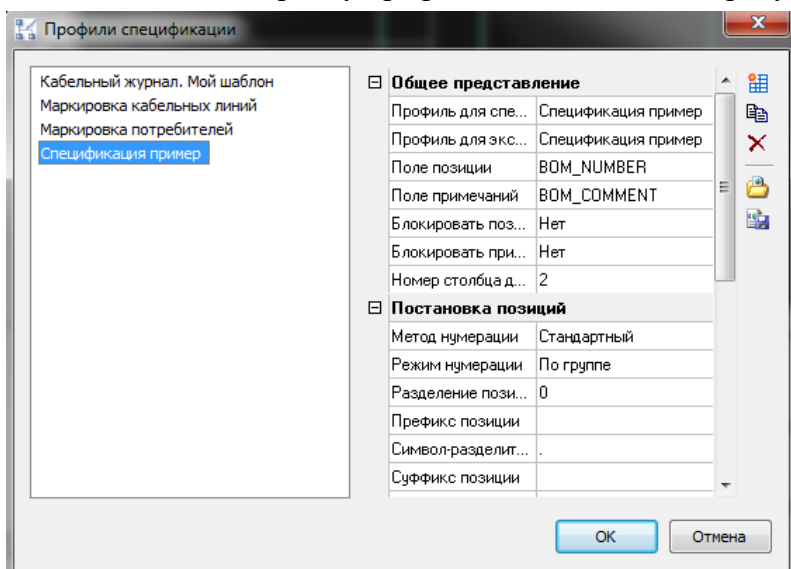 Профили спецификации
Кабельный журнал. Мой шаблон
Маркировка кабельных линий
Маркировка потребителей
Спецификация пример
Общее представление
Профиль для спе... Спецификация пример
Профиль для экс... Спецификация пример
Поле позиции BOM_NUMBER
Поле примечаний BOM_COMMENT
Блокировать поз... Нет
Блокировать при... Нет
Номер столбца д... 2
Постановка позиций
Метод нумерации Стандартный
Режим нумерации По группе
Разделение пози... 0
Префикс позиции
Символ-разделит... .
Суффикс позиции
OK Отмена